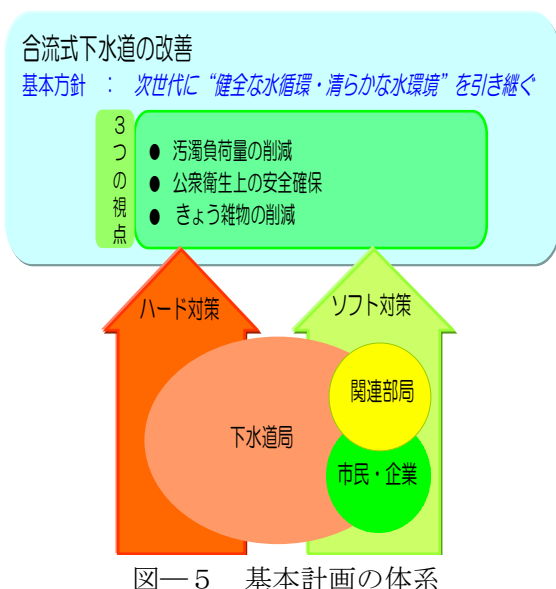 合流式下水道の改善
基本方針 : 次世代に“健全な水循環・清らかな水環境”を引き継ぐ
3つの視点
● 汚濁負荷量の削減
● 公衆衛生上の安全確保
● きょう雑物の削減
ハード対策
ソフト対策
関連部局
下水道局
市民・企業
図―5 基本計画の体系